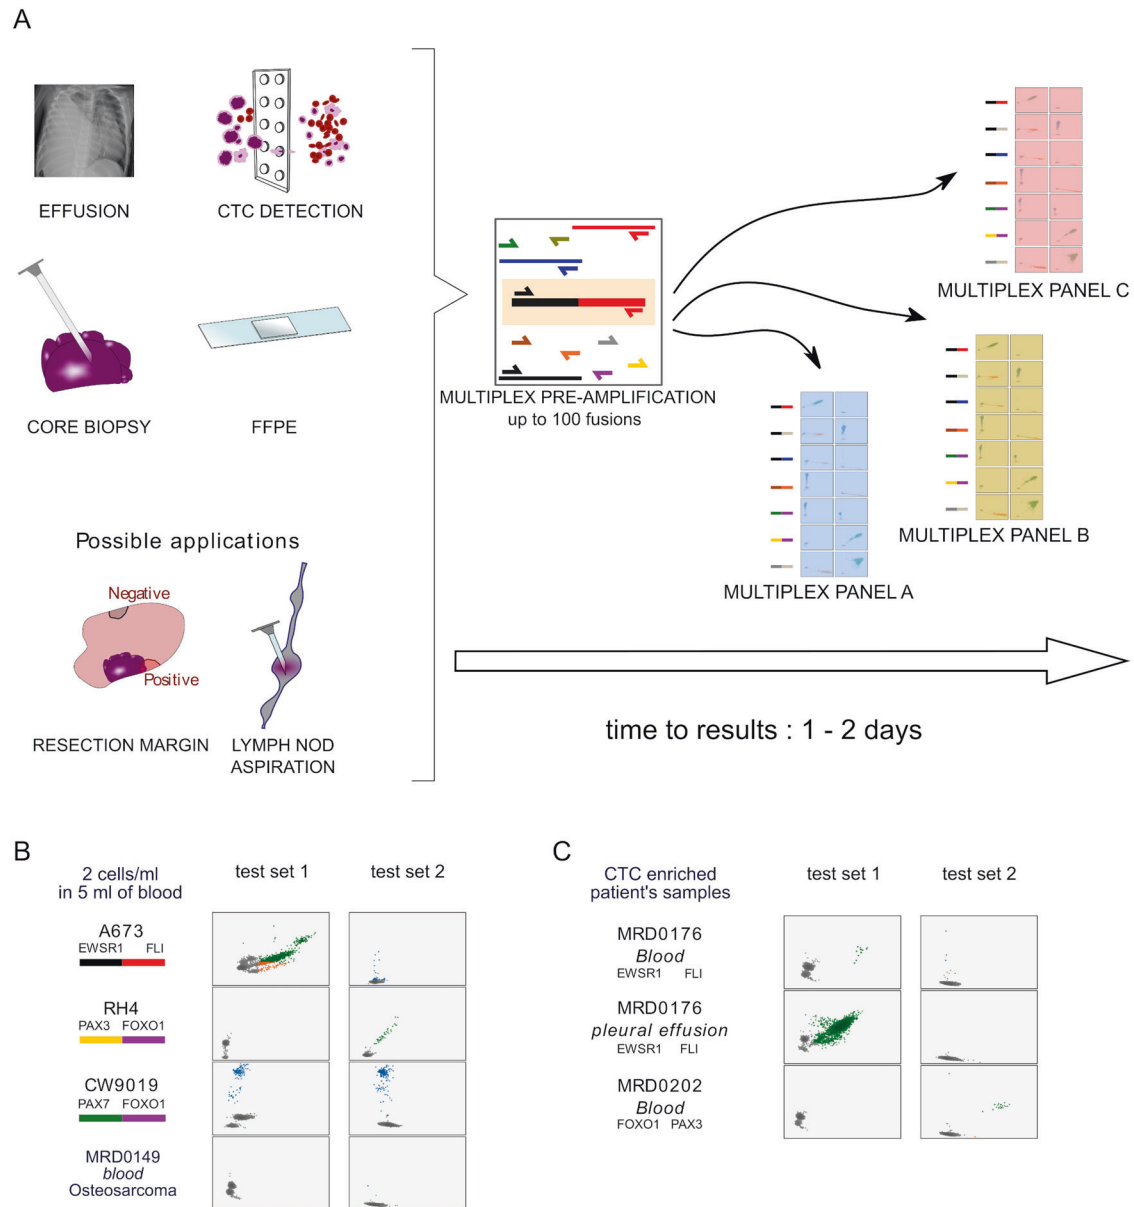 A
EFFUSION
CTC DETECTION
CORE BIOPSY
FFPE
Possible applications
Negative
Positive
RESECTION MARGIN
LYMPH NOD
ASPIRATION
MULTIPLEX PRE-AMPLIFICATION
up to 100 fusions
MULTIPLEX PANEL C
MULTIPLEX PANEL B
MULTIPLEX PANEL A
time to results : 1 - 2 days
B
2 cells/ml
in 5 ml of blood
test set 1
test set 2
A673
EWSR1 FLI
RH4
PAX3 FOXO1
CW9019
PAX7 FOXO1
MRD0149
blood
Osteosarcoma
C
CTC enriched
patient's samples
test set 1
test set 2
MRD0176
Blood
EWSR1 FLI
MRD0176
pleural effusion
EWSR1 FLI
MRD0202
Blood
FOXO1 PAX3